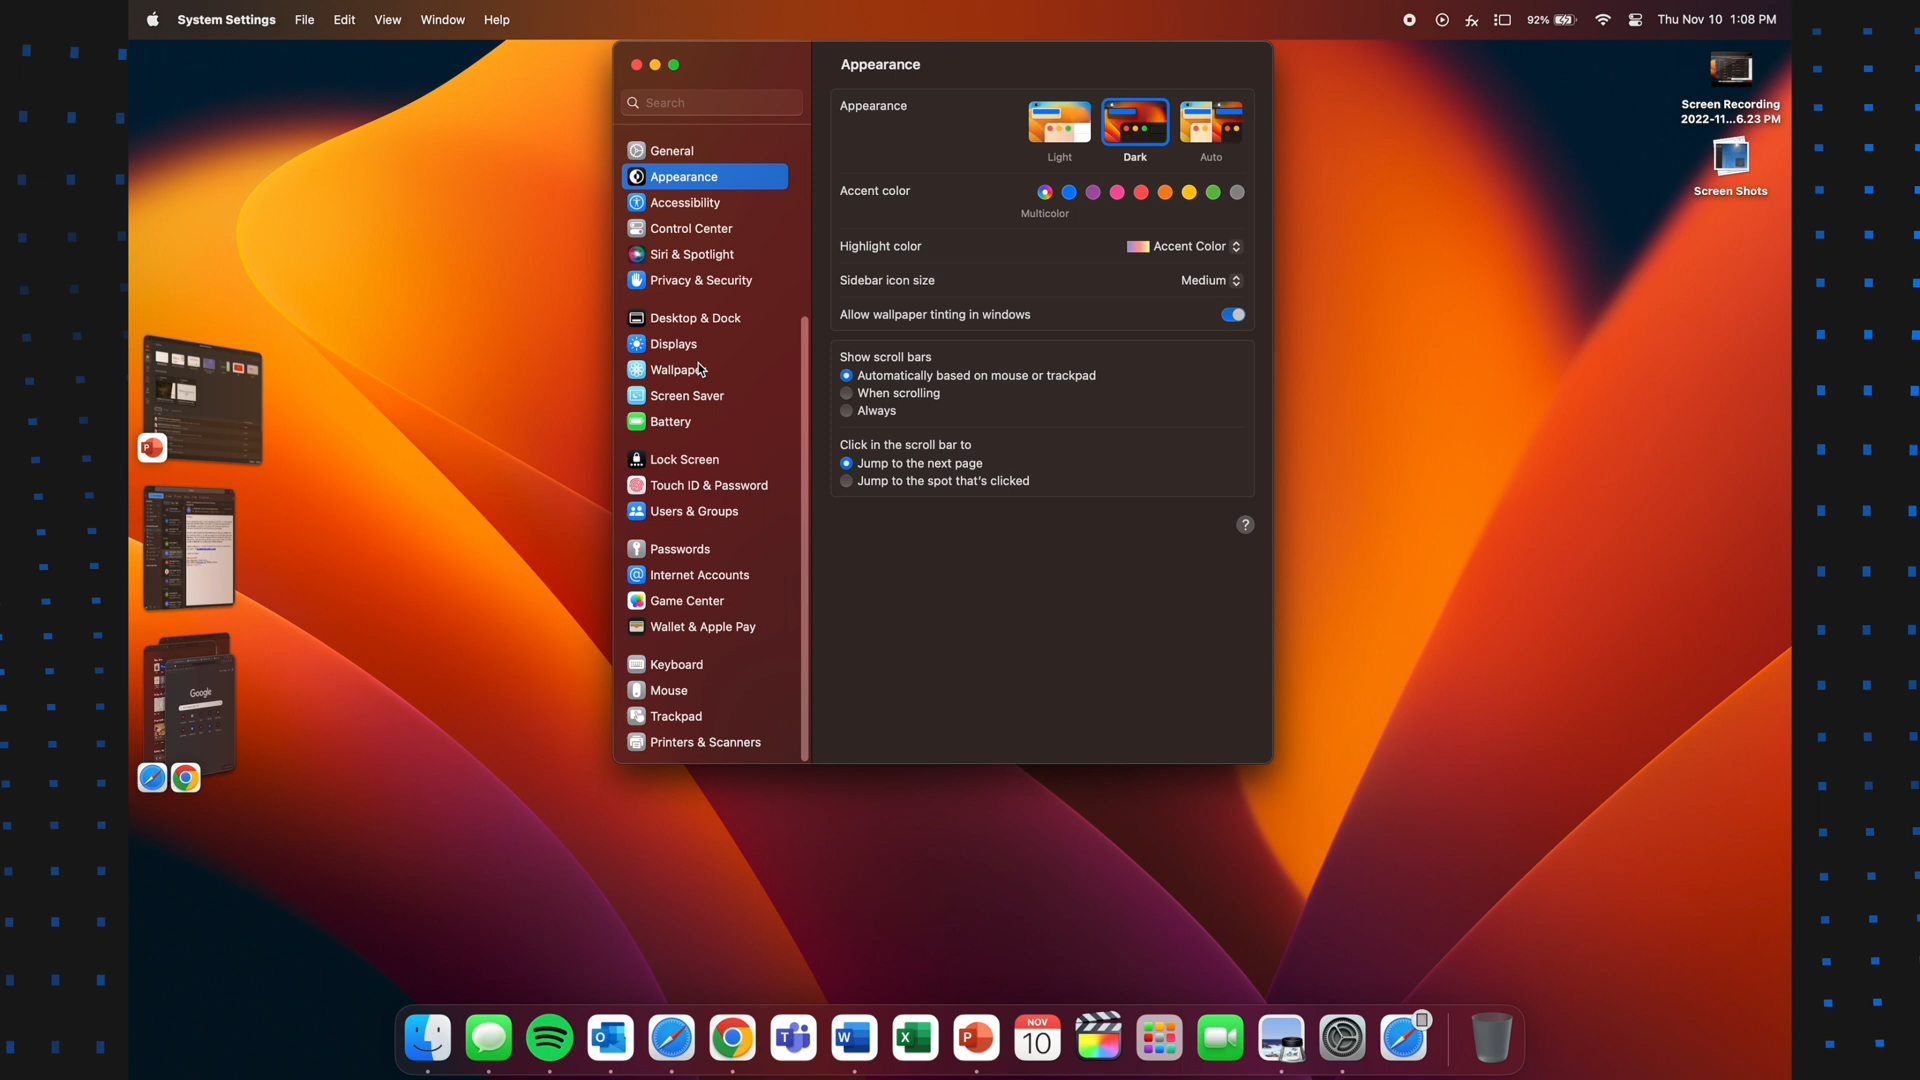 System Settings File Edit View Window Help
92% Thu Nov 10 1:08 PM
Screen Recording
2022-11...6.23 PM
Screen Shots
Search
General
Appearance
Accessibility
Control Center
Siri & Spotlight
Privacy & Security
Desktop & Dock
Displays
Wallpaper
Screen Saver
Battery
Lock Screen
Touch ID & Password
Users & Groups
Passwords
Internet Accounts
Game Center
Wallet & Apple Pay
Keyboard
Mouse
Trackpad
Printers & Scanners
Appearance
Appearance
Light Dark Auto
Accent color
Multicolor
Highlight color Accent Color
Sidebar icon size Medium
Allow wallpaper tinting in windows
Show scroll bars
Automatically based on mouse or trackpad
When scrolling
Always
Click in the scroll bar to
Jump to the next page
Jump to the spot that's clicked
?
Google
NOV
10